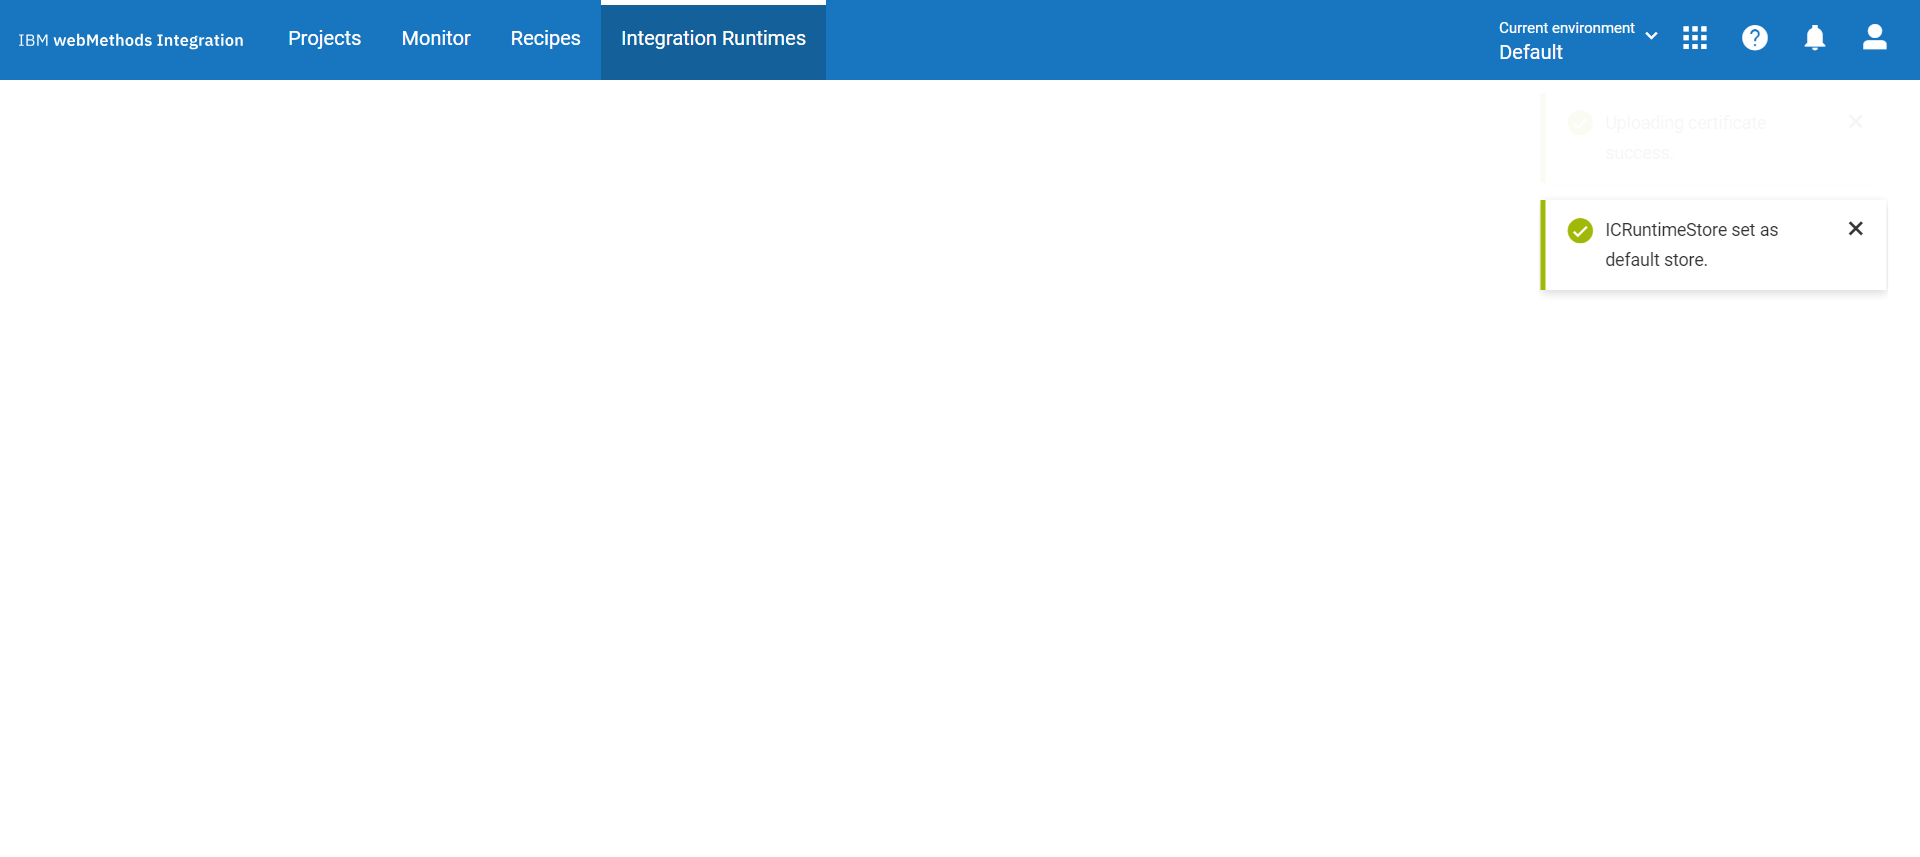 IBM webMethods Integration
Projects
Monitor
Recipes
Integration Runtimes
Current environment
Default
Uploading certificate
success.
ICRuntimeStore set as
default store.